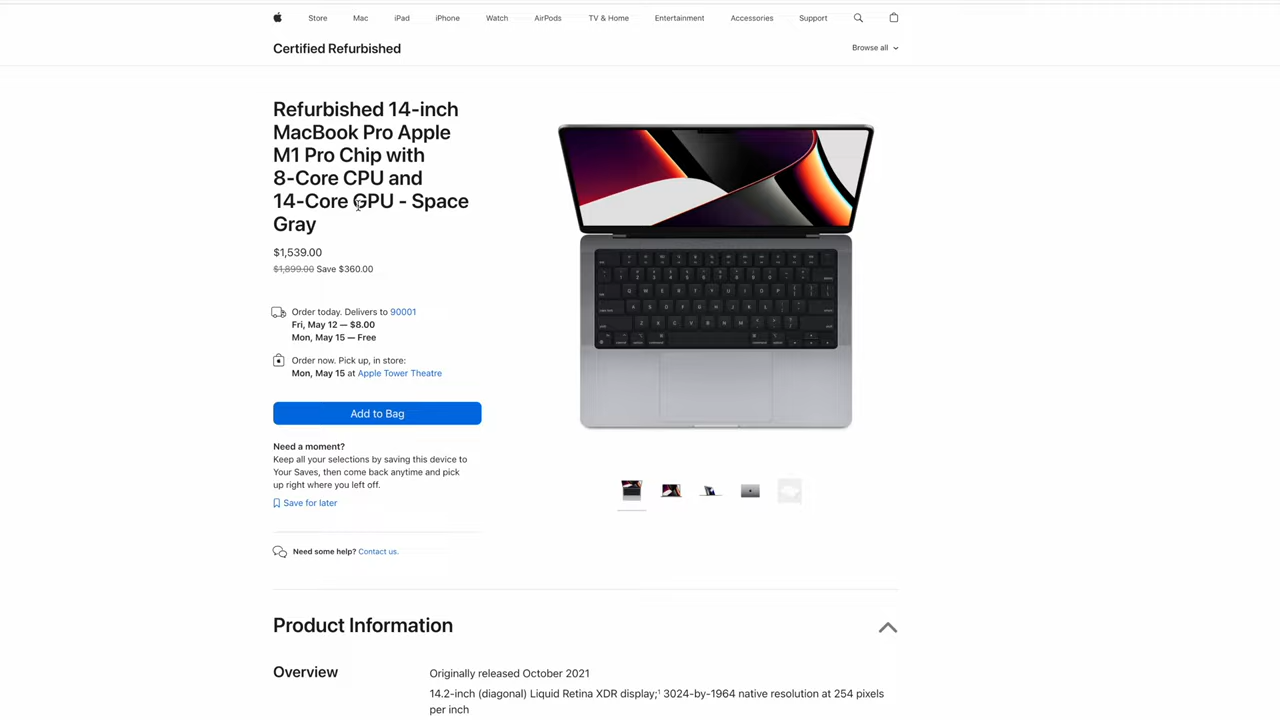 Store Mac iPad iPhone Watch AirPods TV & Home Entertainment Accessories Support
Certified Refurbished
Browse all
Refurbished 14-inch
MacBook Pro Apple
M1 Pro Chip with
8-Core CPU and
14-Core GPU - Space
Gray
$1,539.00
$1,899.00 Save $360.00
Order today. Delivers to 90001
Fri, May 12 — $8.00
Mon, May 15 — Free
Order now. Pick up, in store:
Mon, May 15 at Apple Tower Theatre
Add to Bag
Need a moment?
Keep all your selections by saving this device to
Your Saves, then come back anytime and pick
up right where you left off.
Save for later
Need some help? Contact us.
Product Information
Overview
Originally released October 2021
14.2-inch (diagonal) Liquid Retina XDR display;¹ 3024-by-1964 native resolution at 254 pixels
per inch